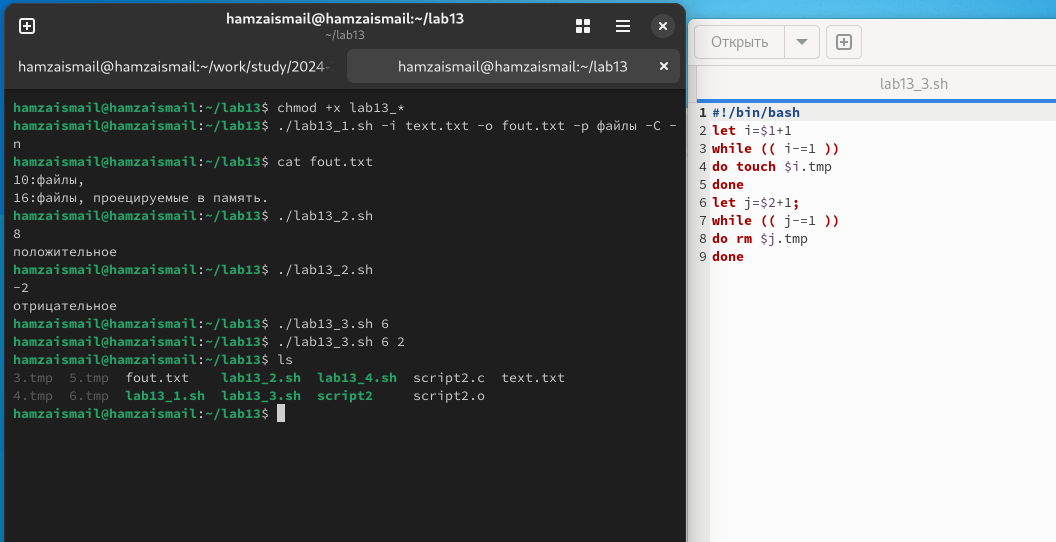 hamzaismail@hamzaismail:~/lab13
~/lab13
hamzaismail@hamzaismail:~/work/study/2024-
hamzaismail@hamzaismail:~/lab13
hamzaismail@hamzaismail:~/lab13$ chmod +x lab13_*
hamzaismail@hamzaismail:~/lab13$ ./lab13_1.sh -i text.txt -o fout.txt -p файлы -C -
n
hamzaismail@hamzaismail:~/lab13$ cat fout.txt
10:файлы,
16:файлы, проецируемые в память.
hamzaismail@hamzaismail:~/lab13$ ./lab13_2.sh
8
положительное
hamzaismail@hamzaismail:~/lab13$ ./lab13_2.sh
-2
отрицательное
hamzaismail@hamzaismail:~/lab13$ ./lab13_3.sh 6
hamzaismail@hamzaismail:~/lab13$ ./lab13_3.sh 6 2
hamzaismail@hamzaismail:~/lab13$ ls
3.tmp  5.tmp  fout.txt    lab13_2.sh  lab13_4.sh  script2.c  text.txt
4.tmp  6.tmp  lab13_1.sh  lab13_3.sh  script2     script2.o
hamzaismail@hamzaismail:~/lab13$
Открыть
lab13_3.sh
1 #!/bin/bash
2 let i=$1+1
3 while (( i-=1 ))
4 do touch $i.tmp
5 done
6 let j=$2+1;
7 while (( j-=1 ))
8 do rm $j.tmp
9 done